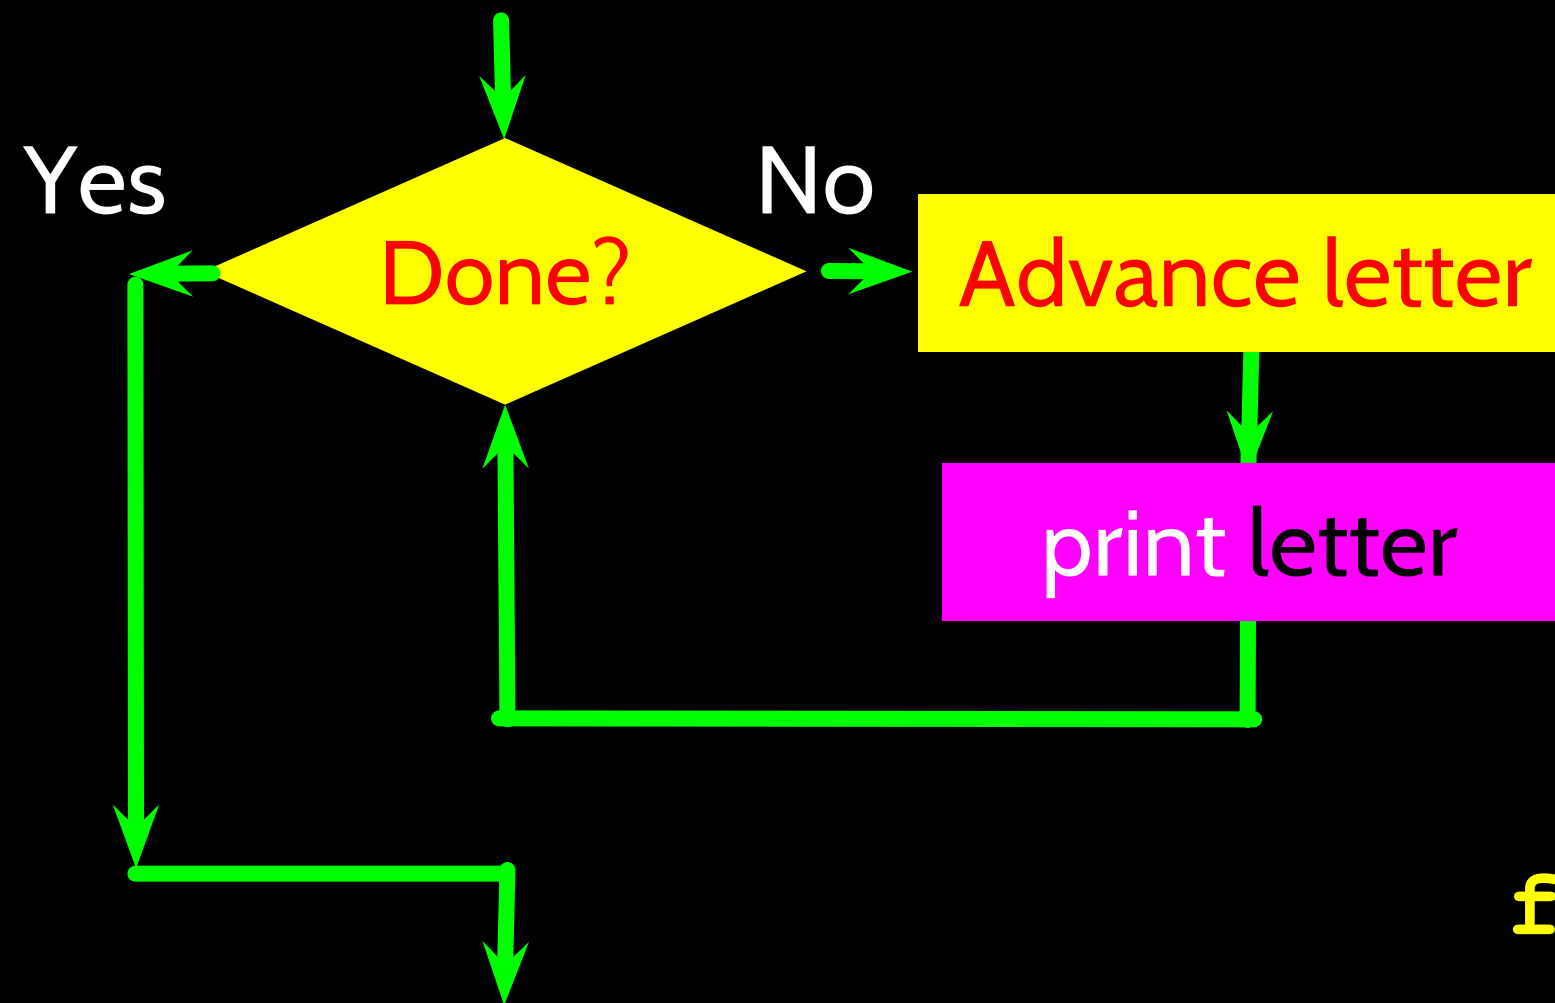 Yes
No
Done?
Advance letter
print letter
f